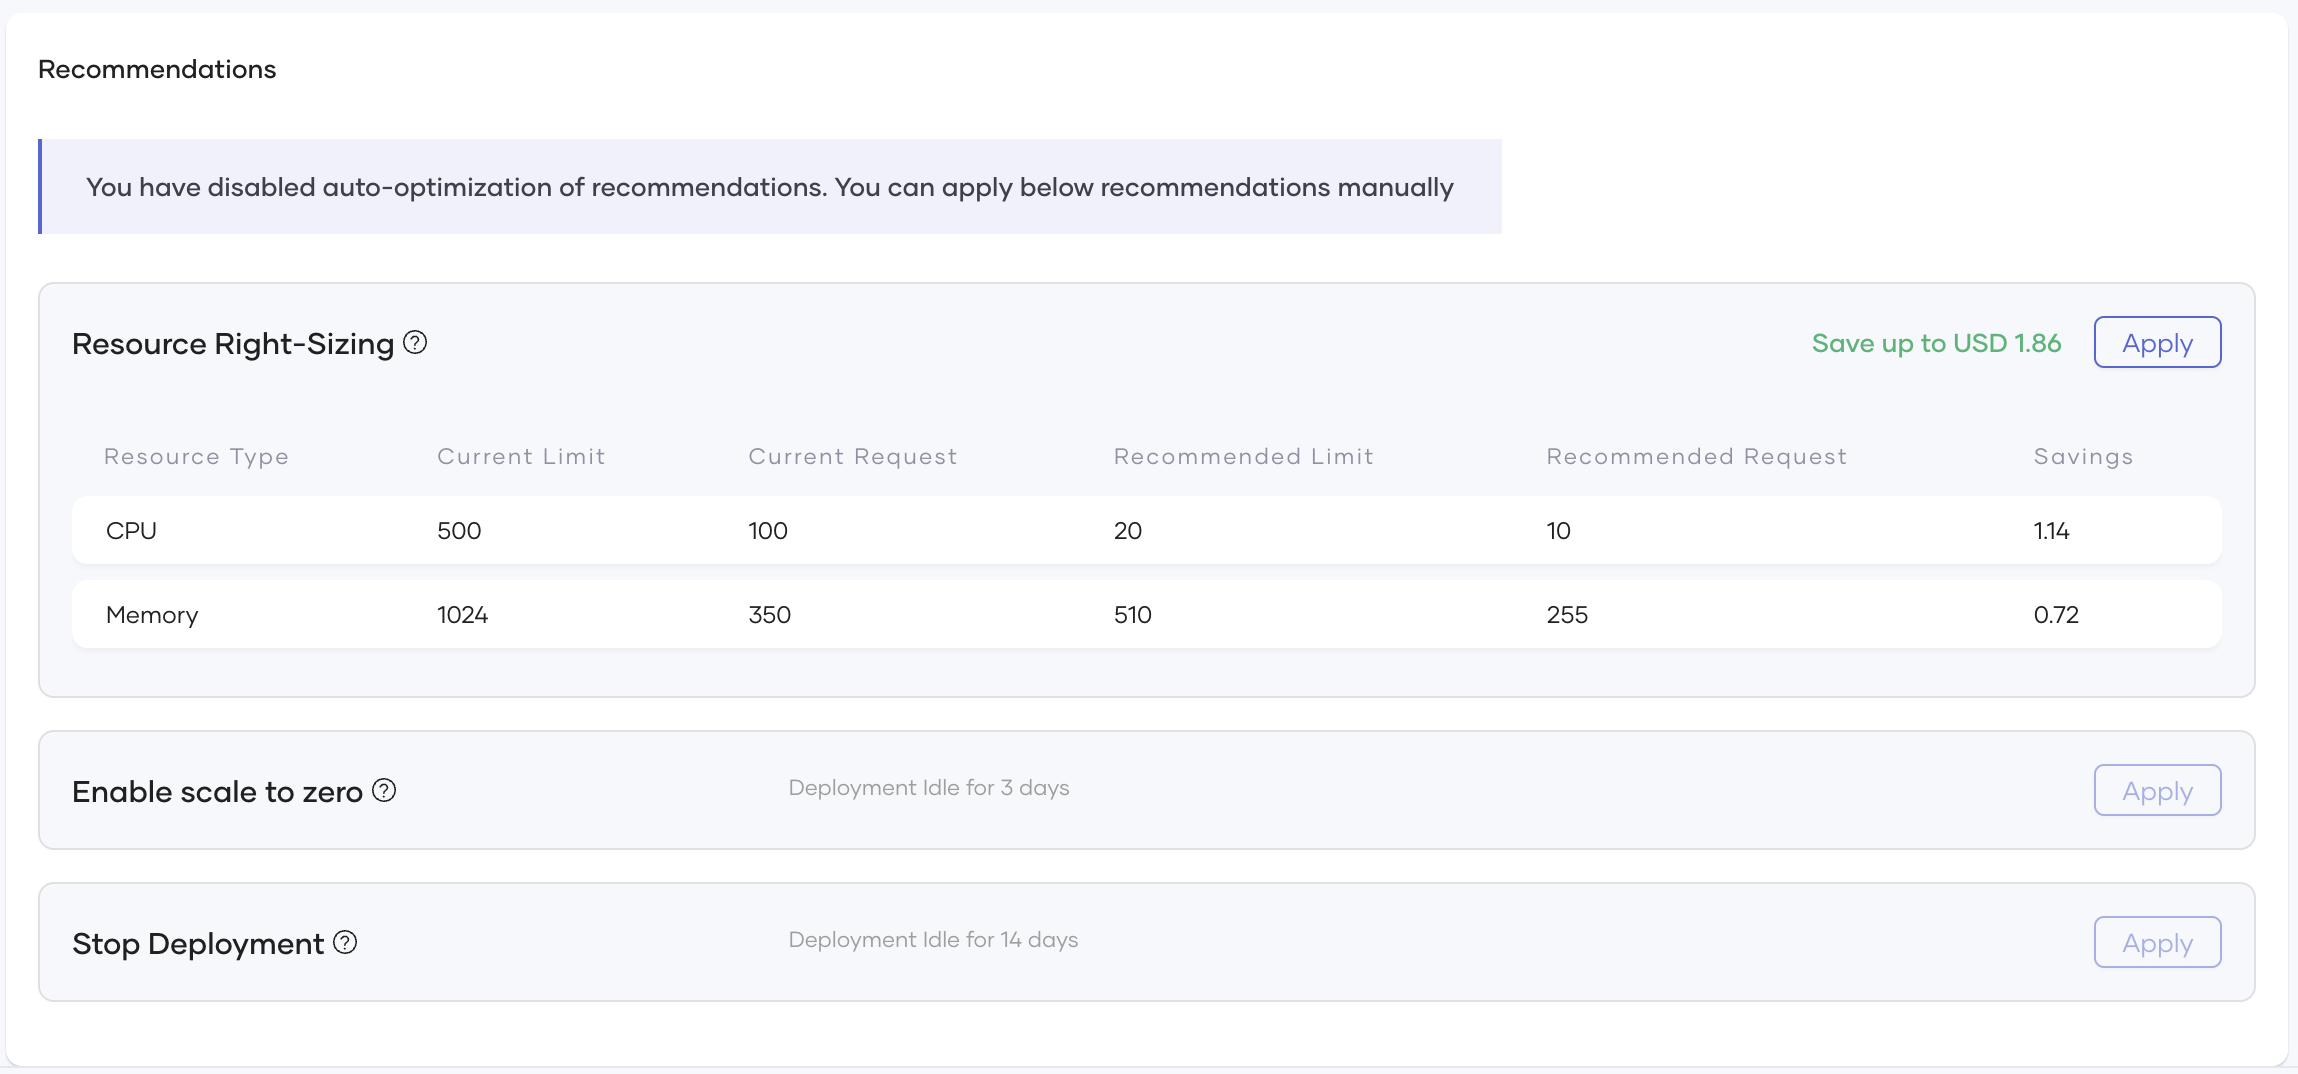 Recommendations
You have disabled auto-optimization of recommendations. You can apply below recommendations manually
Resource Right-Sizing ? Save up to USD 1.86 Apply
Resource Type Current Limit Current Request Recommended Limit Recommended Request Savings
CPU 500 100 20 10 1.14
Memory 1024 350 510 255 0.72
Enable scale to zero ? Deployment Idle for 3 days Apply
Stop Deployment ? Deployment Idle for 14 days Apply